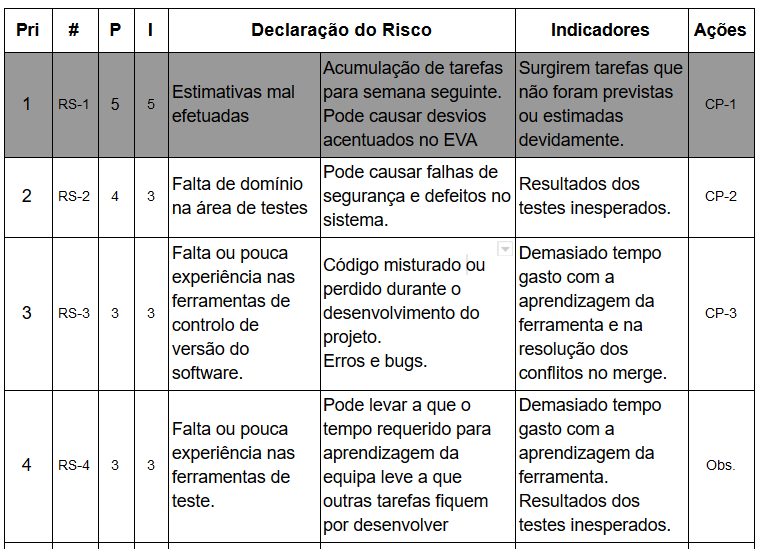 Pri # P I Declaração do Risco Indicadores Ações
1 RS-1 5 5
Estimativas mal
efetuadas
Acumulação de tarefas
para semana seguinte.
Pode causar desvios
acentuados no EVA
Surgirem tarefas que
não foram previstas
ou estimadas
devidamente.
CP-1
2 RS-2 4 3
Falta de domínio
na área de testes
Pode causar falhas de
segurança e defeitos no
sistema.
Resultados dos
testes inesperados.
CP-2
3 RS-3 3 3
Falta ou pouca
experiência nas
ferramentas de
controlo de
versão do
software.
Código misturado ou
perdido durante o
desenvolvimento do
projeto.
Erros e bugs.
Demasiado tempo
gasto com a
aprendizagem da
ferramenta e na
resolução dos
conflitos no merge.
CP-3
4 RS-4 3 3
Falta ou pouca
experiência nas
ferramentas de
teste.
Pode levar a que o
tempo requerido para
aprendizagem da
equipa leve a que
outras tarefas fiquem
por desenvolver
Demasiado tempo
gasto com a
aprendizagem da
ferramenta.
Resultados dos
testes inesperados.
Obs.